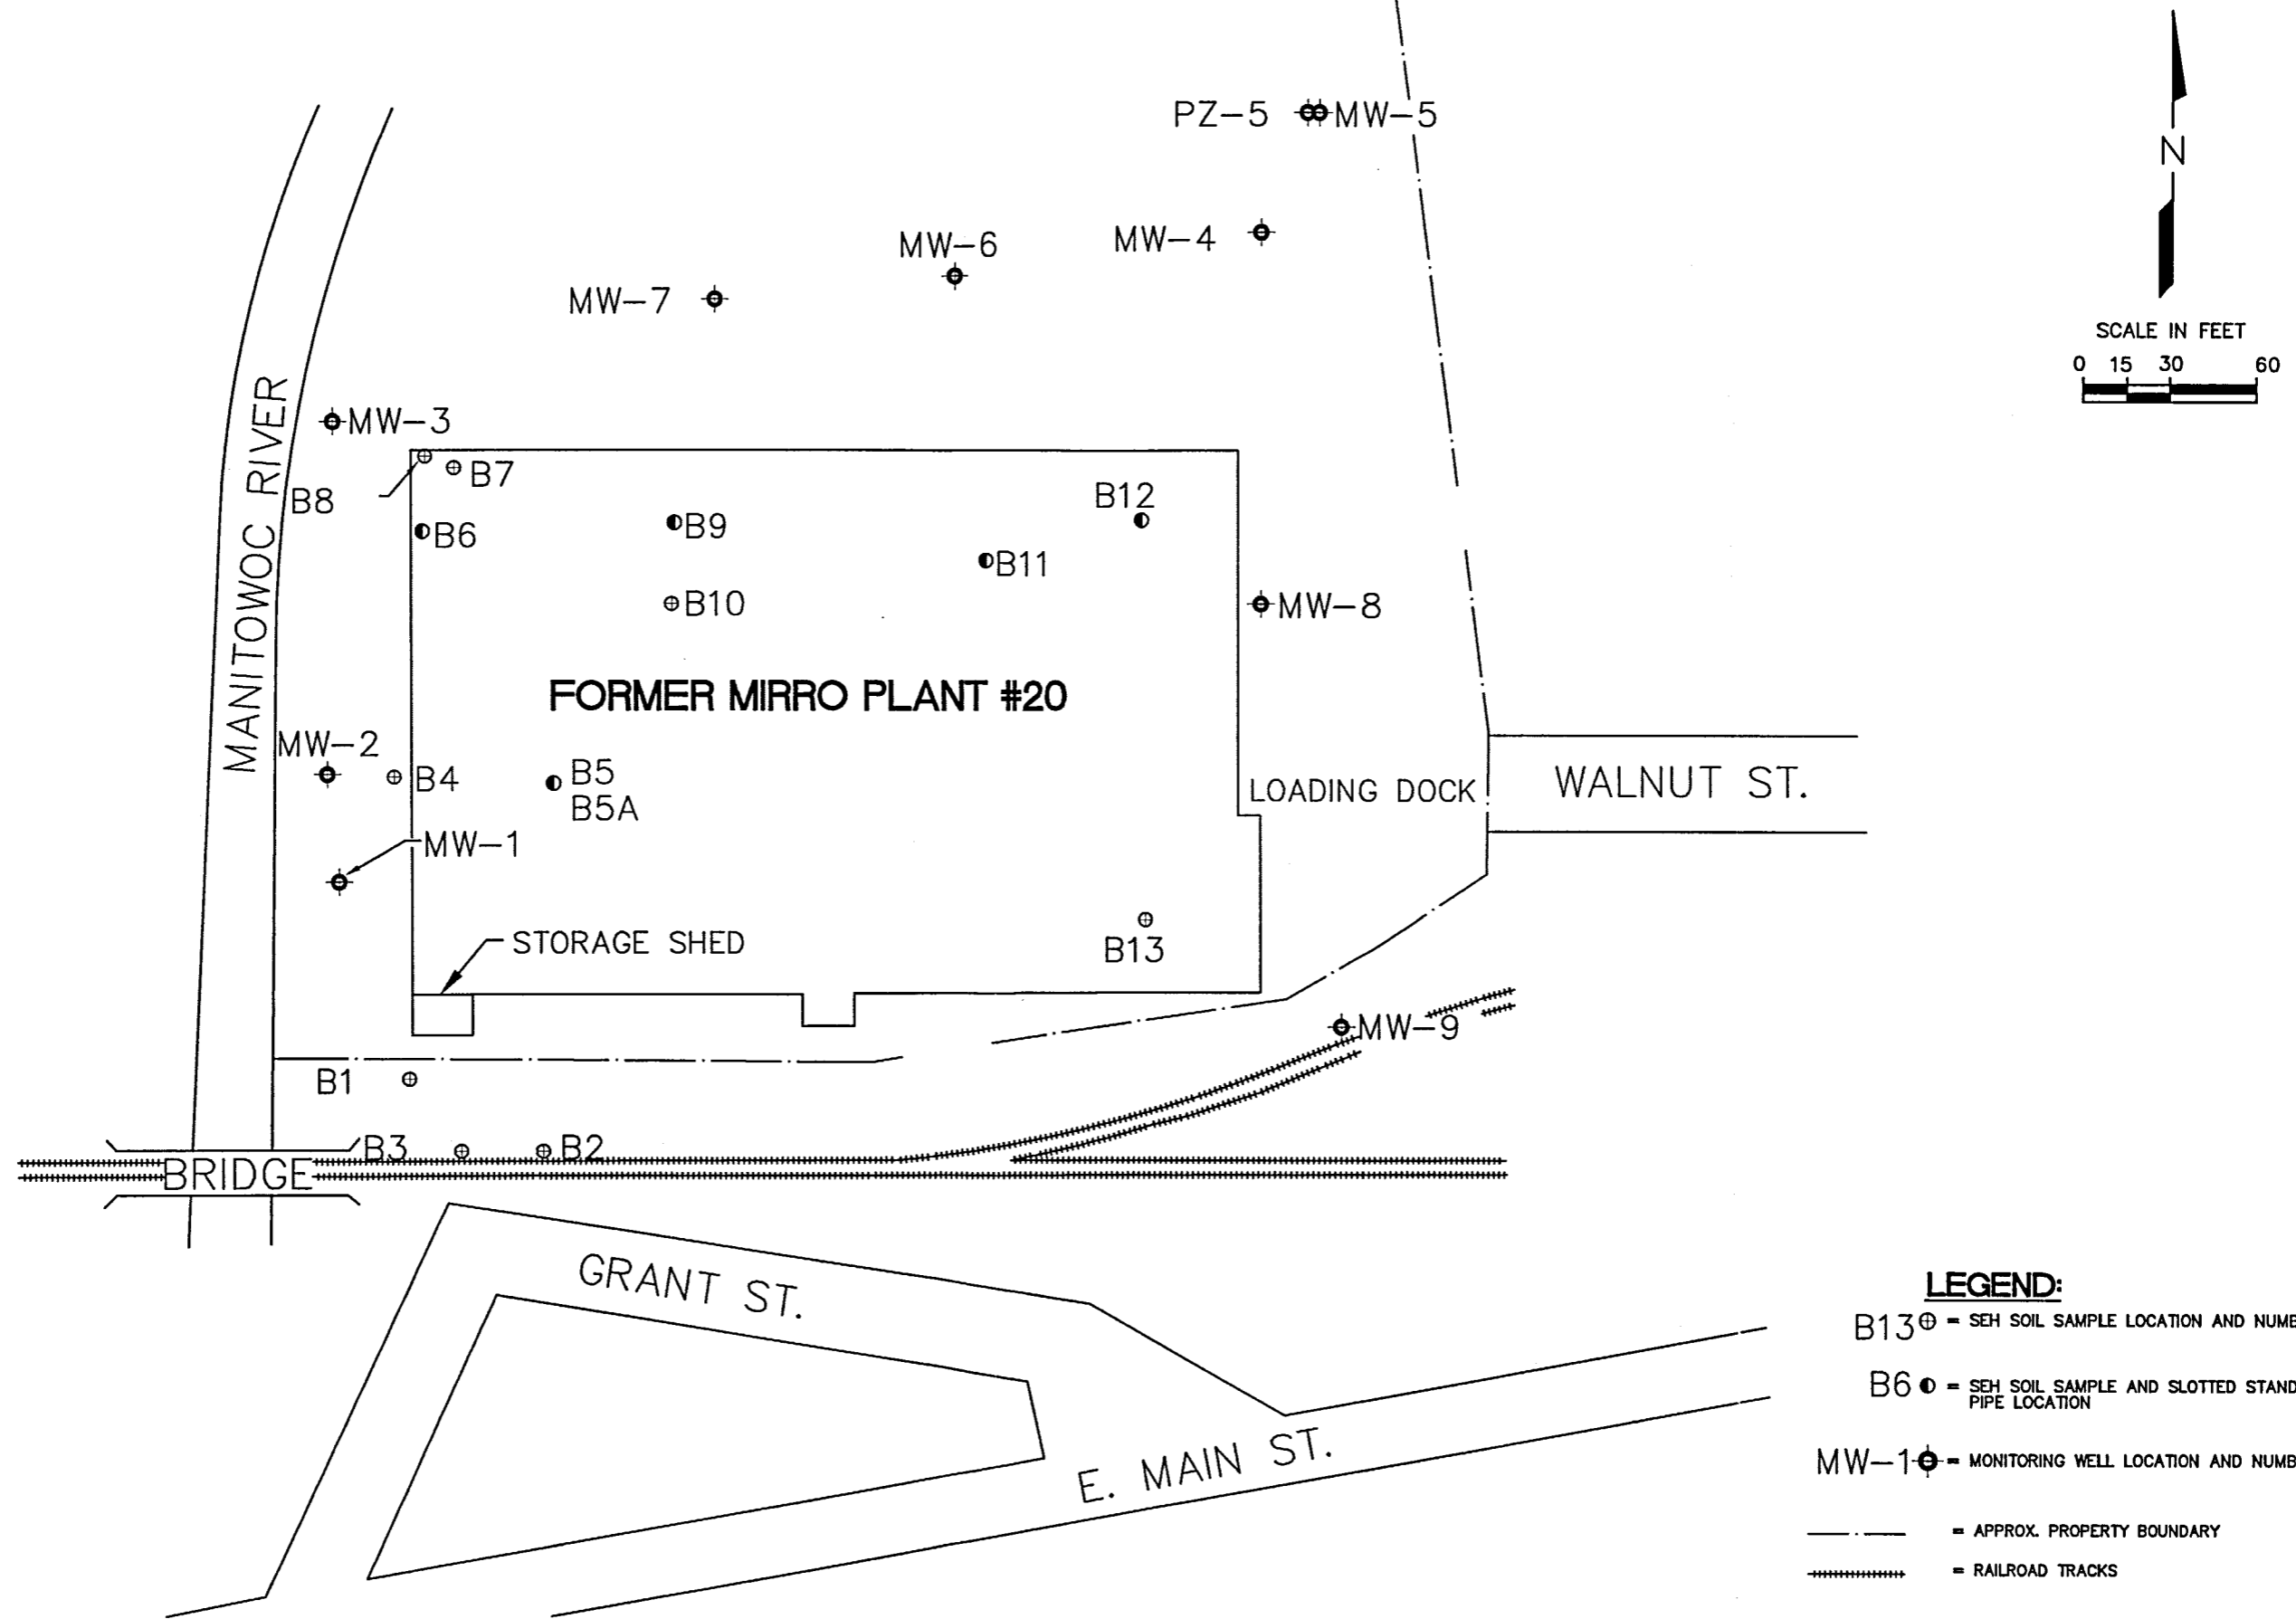 PZ-5 MW-5
N
MW-4
MW-6
MW-7
SCALE IN FEET
0 15 30 60
MW-3
MANITOWOC RIVER
B7
B8
B12
B9
B6
B11
B10
MW-8
FORMER MIRRO PLANT #20
MW-2
B4
B5
B5A
LOADING DOCK
WALNUT ST.
MW-1
STORAGE SHED
B13
MW-9
B1
B3
B2
BRIDGE
GRANT ST.
E. MAIN ST.
LEGEND:
B13 = SEH SOIL SAMPLE LOCATION AND
B6 = SEH SOIL SAMPLE AND SLOTTED
PIPE LOCATION
MW-1 = MONITORING WELL LOCATION AND
= APPROX. PROPERTY BOUNDARY
= RAILROAD TRACKS